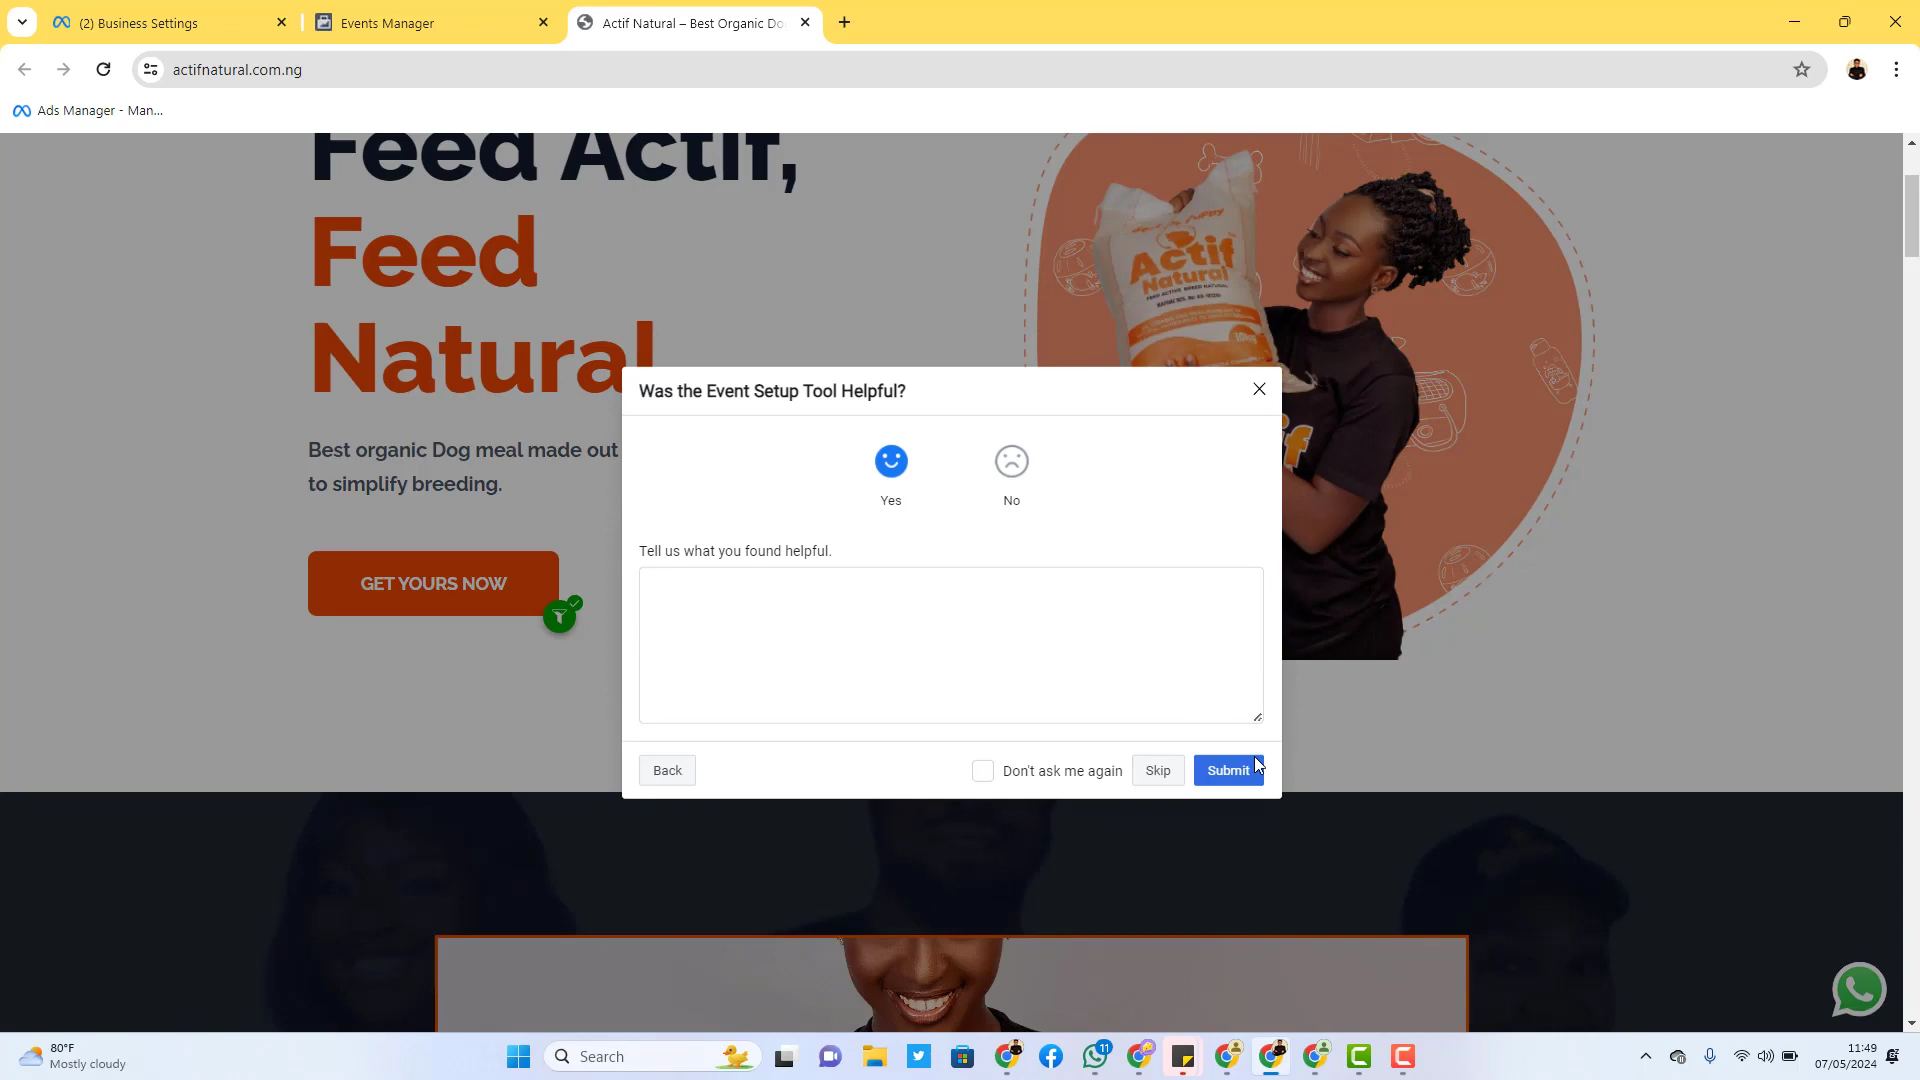 (2) Business Settings
Events Manager
Actif Natural – Best Organic Do
actifnatural.com.ng
Ads Manager - Man...
Feed Actif,
Feed
Natural
Best organic Dog meal made out
to simplify breeding.
GET YOURS NOW
Actif
Natural
Was the Event Setup Tool Helpful?
Yes
No
Tell us what you found helpful.
Back
Don't ask me again
Skip
Submit
80°F
Mostly cloudy
Search
11
11:49
07/05/2024